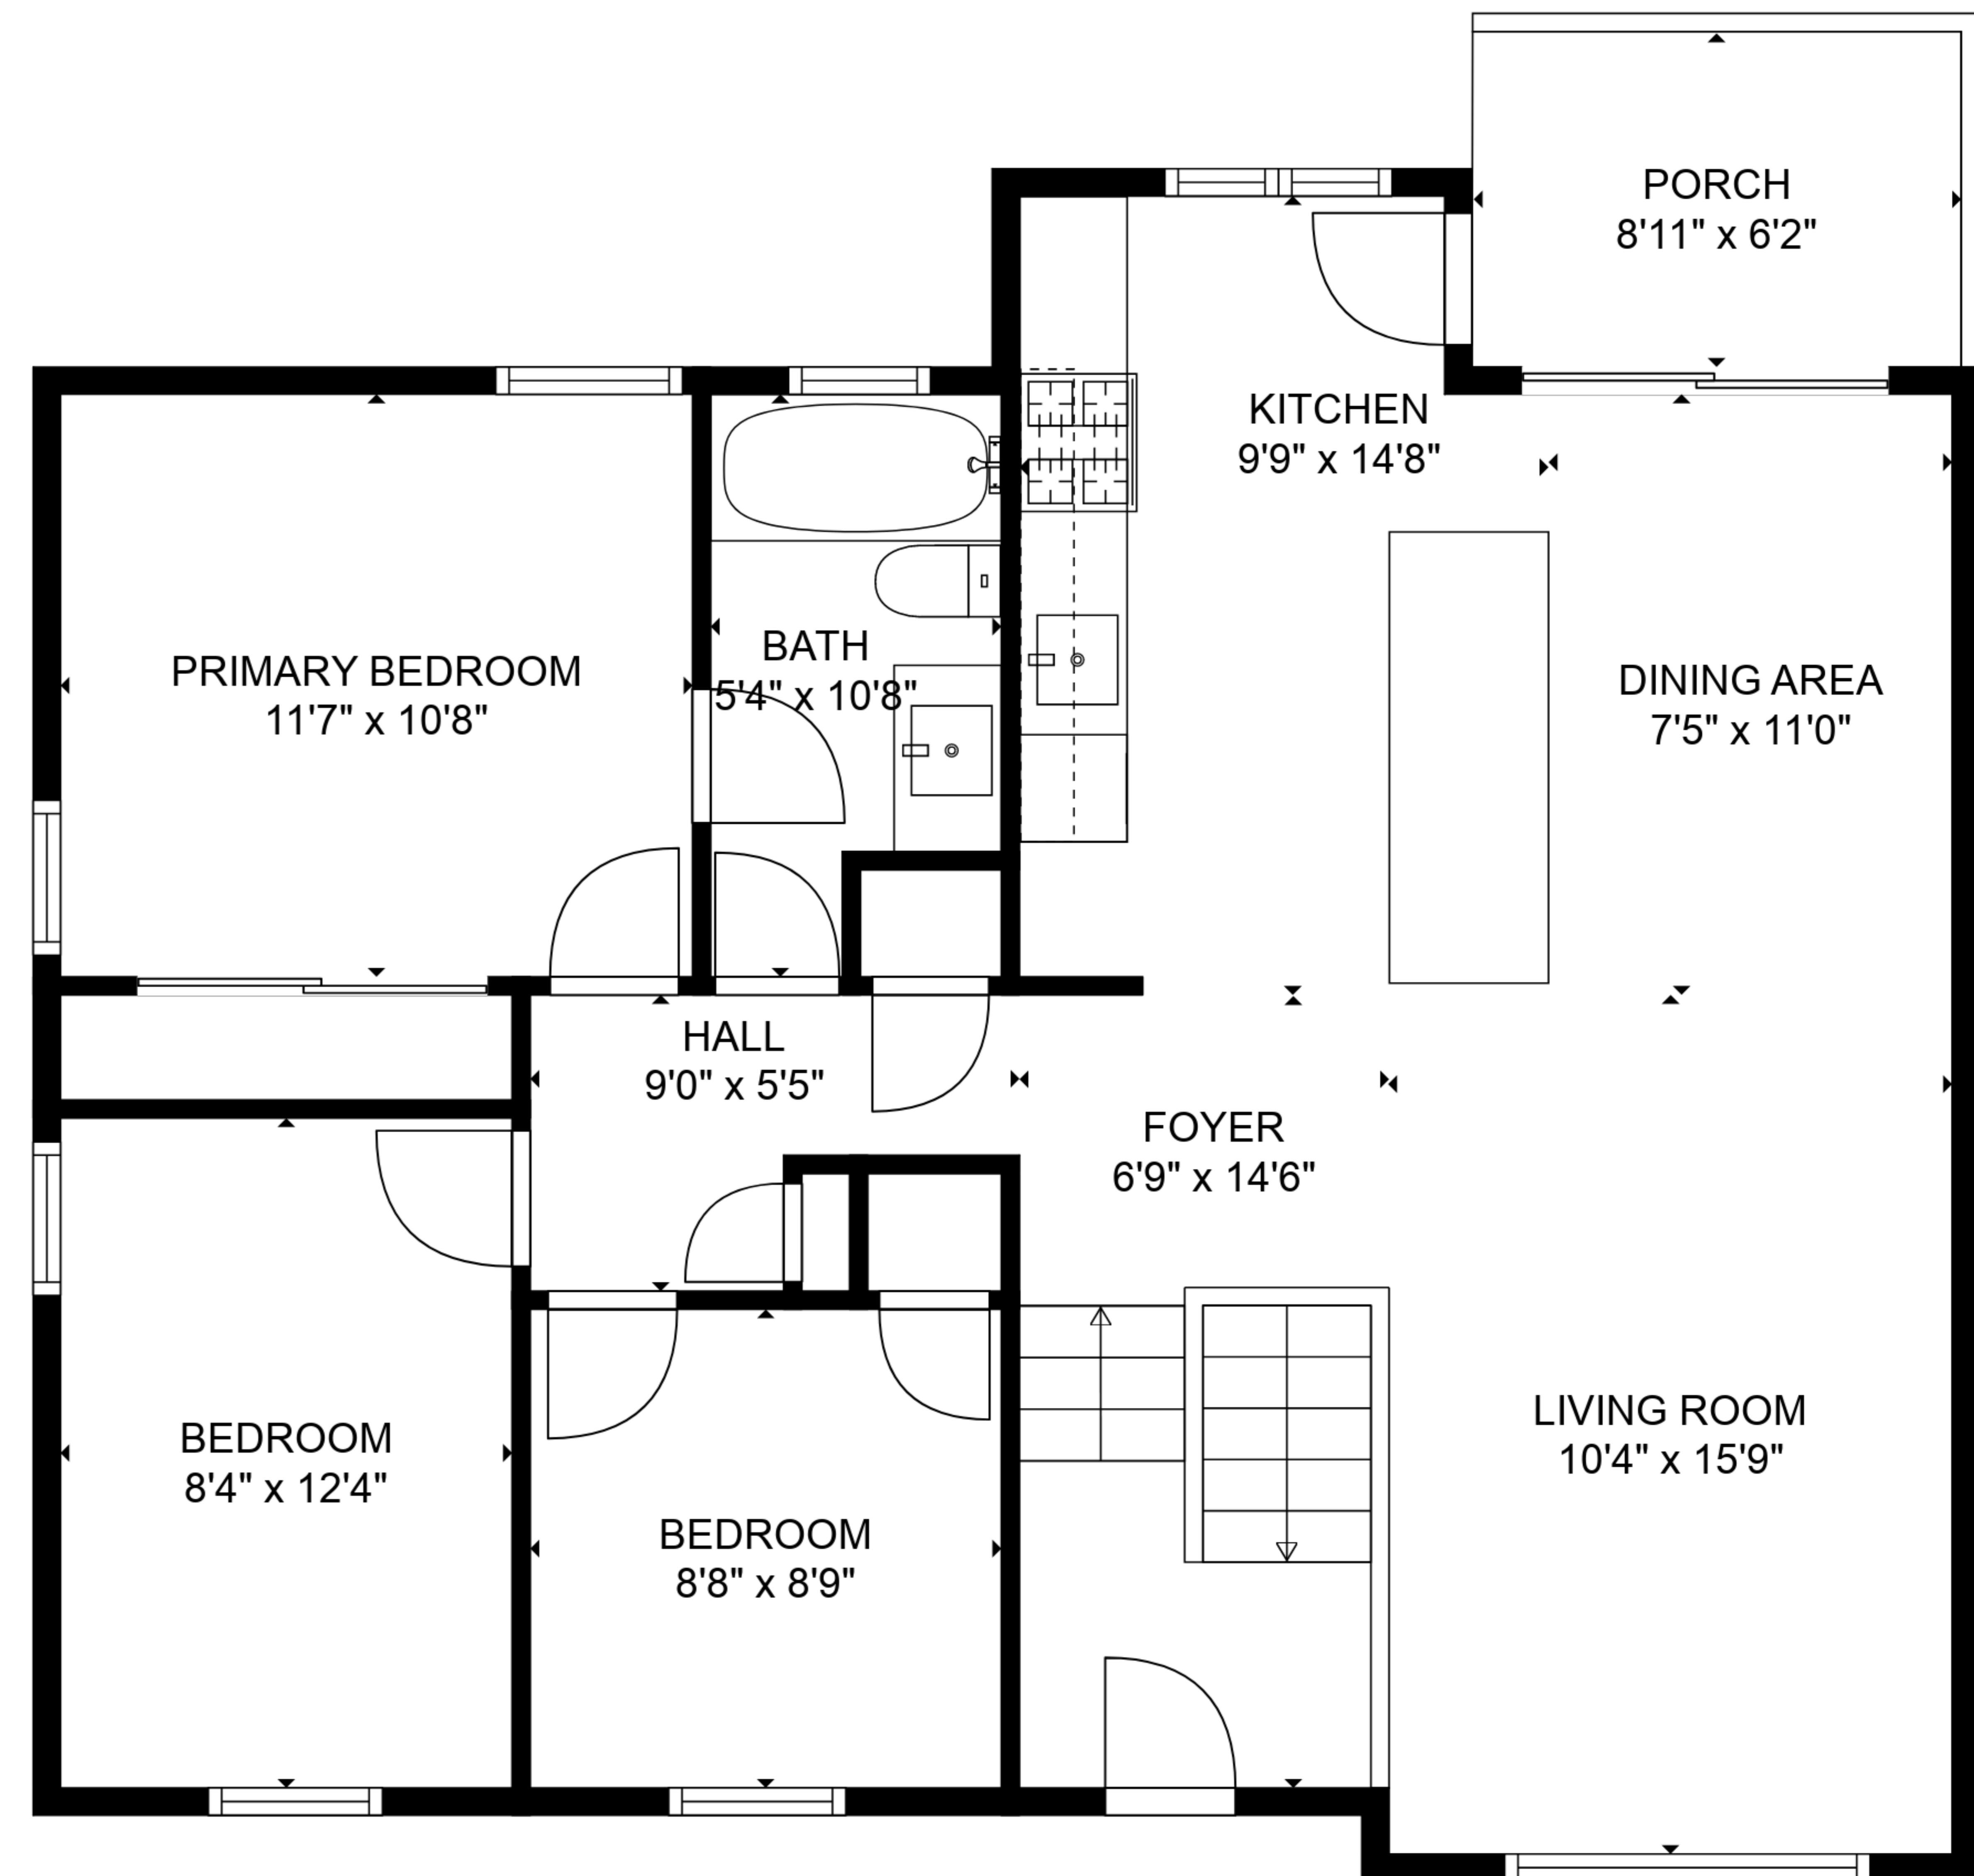 PORCH
8'11" x 6'2"
KITCHEN
9'9" x 14'8"
PRIMARY BEDROOM
11'7" x 10'8"
BATH
5'4" x 10'8"
DINING AREA
7'5" x 11'0"
HALL
9'0" x 5'5"
FOYER
6'9" x 14'6"
BEDROOM
8'4" x 12'4"
BEDROOM
8'8" x 8'9"
LIVING ROOM
10'4" x 15'9"